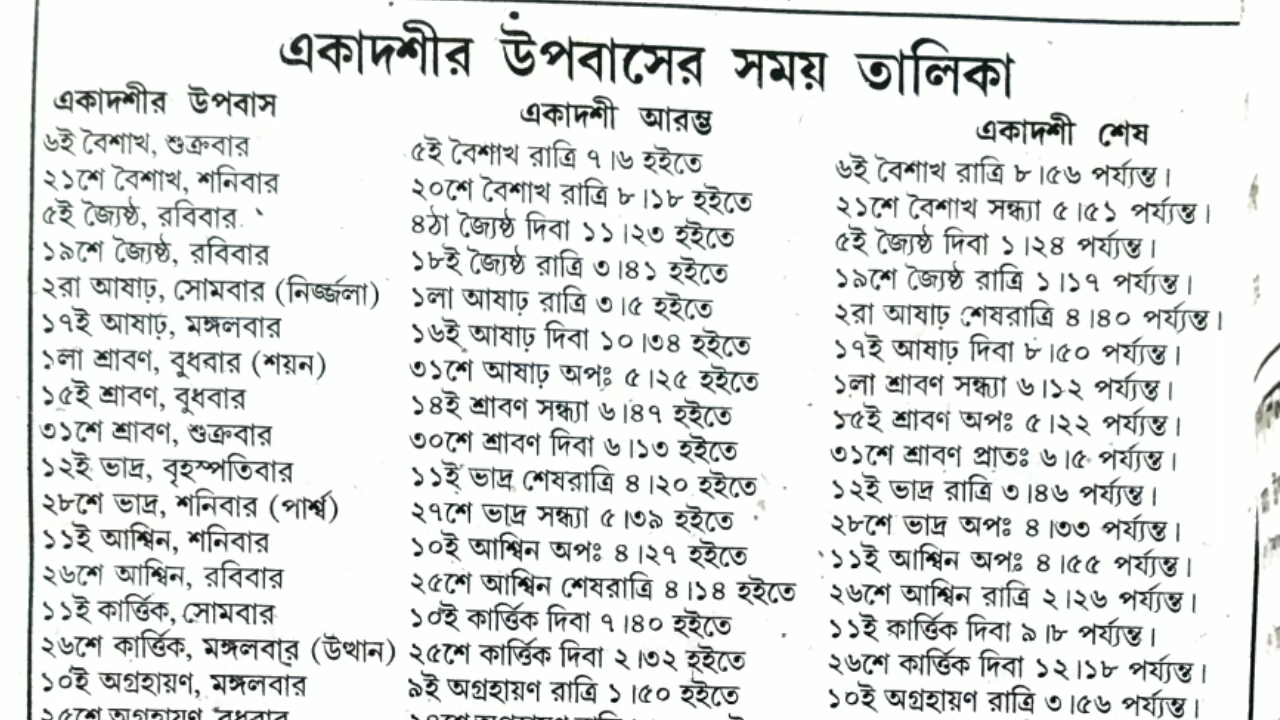 একাদশীর উপবাসের সময় তালিকা
একাদশীর উপবাস একাদশী আরম্ভ একাদশী শেষ
৬ই বৈশাখ, শুক্রবার ৫ই বৈশাখ রাত্রি ৭।৬ হইতে ৬ই বৈশাখ রাত্রি ৮।৫৬ পর্য্যন্ত।
২১শে বৈশাখ, শনিবার ২০শে বৈশাখ রাত্রি ৮।১৮ হইতে ২১শে বৈশাখ সন্ধ্যা ৫।৫১ পর্য্যন্ত।
৫ই জ্যৈষ্ঠ, রবিবার ৪ঠা জ্যৈষ্ঠ দিবা ১১।২৩ হইতে ৫ই জ্যৈষ্ঠ দিবা ১।২৪ পর্য্যন্ত।
১৯শে জ্যৈষ্ঠ, রবিবার ১৮ই জ্যৈষ্ঠ রাত্রি ৩।৪১ হইতে ১৯শে জ্যৈষ্ঠ রাত্রি ১।১৭ পর্য্যন্ত।
২রা আষাঢ়, সোমবার (নির্জ্জলা) ১লা আষাঢ় রাত্রি ৩।৫ হইতে ২রা আষাঢ় শেষরাত্রি ৪।৪০ পর্য্যন্ত।
১৭ই আষাঢ়, মঙ্গলবার ১৬ই আষাঢ় দিবা ১০।৩৪ হইতে ১৭ই আষাঢ় দিবা ৮।৫০ পর্য্যন্ত।
১লা শ্রাবণ, বুধবার (শয়ন) ৩১শে আষাঢ় অপঃ ৫।২৫ হইতে ১লা শ্রাবণ সন্ধ্যা ৬।১২ পর্য্যন্ত।
১৫ই শ্রাবণ, বুধবার ১৪ই শ্রাবণ সন্ধ্যা ৬।৪৭ হইতে ১৫ই শ্রাবণ অপঃ ৫।২২ পর্য্যন্ত।
৩১শে শ্রাবণ, শুক্রবার ৩০শে শ্রাবণ দিবা ৬।১৩ হইতে ৩১শে শ্রাবণ প্রাতঃ ৬।৫ পর্য্যন্ত।
১২ই ভাদ্র, বৃহস্পতিবার ১১ই ভাদ্র শেষরাত্রি ৪।২০ হইতে ১২ই ভাদ্র রাত্রি ৩।৪৬ পর্য্যন্ত।
২৮শে ভাদ্র, শনিবার (পার্শ্ব) ২৭শে ভাদ্র সন্ধ্যা ৫।৩৯ হইতে ২৮শে ভাদ্র অপঃ ৪।৩৩ পর্য্যন্ত।
১১ই আশ্বিন, শনিবার ১০ই আশ্বিন অপঃ ৪।২৭ হইতে ১১ই আশ্বিন অপঃ ৪।৫৫ পর্য্যন্ত।
২৬শে আশ্বিন, রবিবার ২৫শে আশ্বিন শেষরাত্রি ৪।১৪ হইতে ২৬শে আশ্বিন রাত্রি ২।২৬ পর্য্যন্ত।
১১ই কার্ত্তিক, সোমবার ১০ই কার্ত্তিক দিবা ৭।৪০ হইতে ১১ই কার্ত্তিক দিবা ৯।৮ পর্য্যন্ত।
২৬শে কার্ত্তিক, মঙ্গলবার (উত্থান) ২৫শে কার্ত্তিক দিবা ২।৩২ হইতে ২৬শে কার্ত্তিক দিবা ১২।১৮ পর্য্যন্ত।
১০ই অগ্রহায়ণ, মঙ্গলবার ৯ই অগ্রহায়ণ রাত্রি ১।৫০ হইতে ১০ই অগ্রহায়ণ রাত্রি ৩।৫৬ পর্য্যন্ত।
২৫শে অগ্রহায়ণ, বুধবার